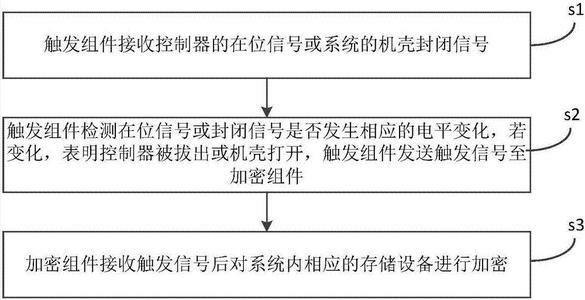 s1
触发组件接收控制器的在位信号或系统的机壳封闭信号
s2
触发组件检测在位信号或封闭信号是否发生相应的电平变化，若
变化，表明控制器被拔出或机壳打开，触发组件发送触发信号至
加密组件
s3
加密组件接收触发信号后对系统内相应的存储设备进行加密